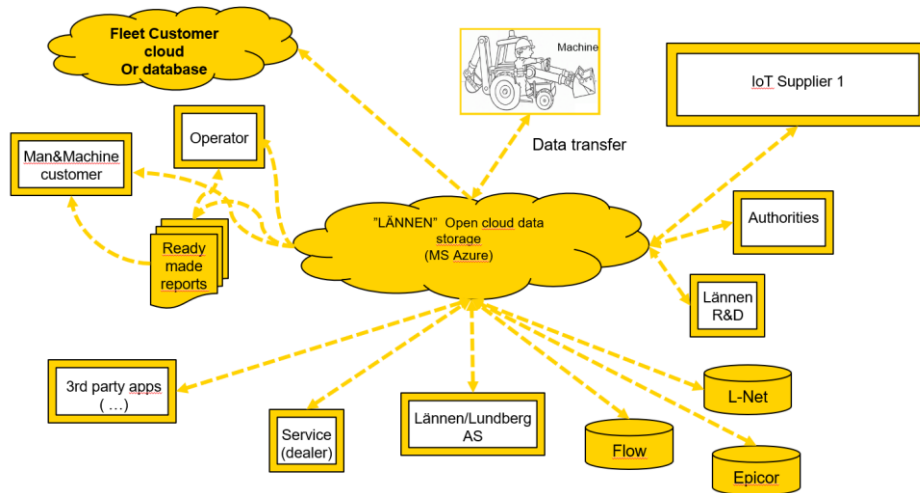 Fleet Customer
cloud
Or database
Machine
IoT Supplier 1
Operator
Data transfer
Man&Machine
customer
"LÄNNEN" Open cloud data
storage
(MS Azure)
Authorities
Ready
made
reports
Lännen
R&D
3rd party apps
( …)
Service
(dealer)
Lännen/Lundberg
AS
Flow
L-Net
Epicor